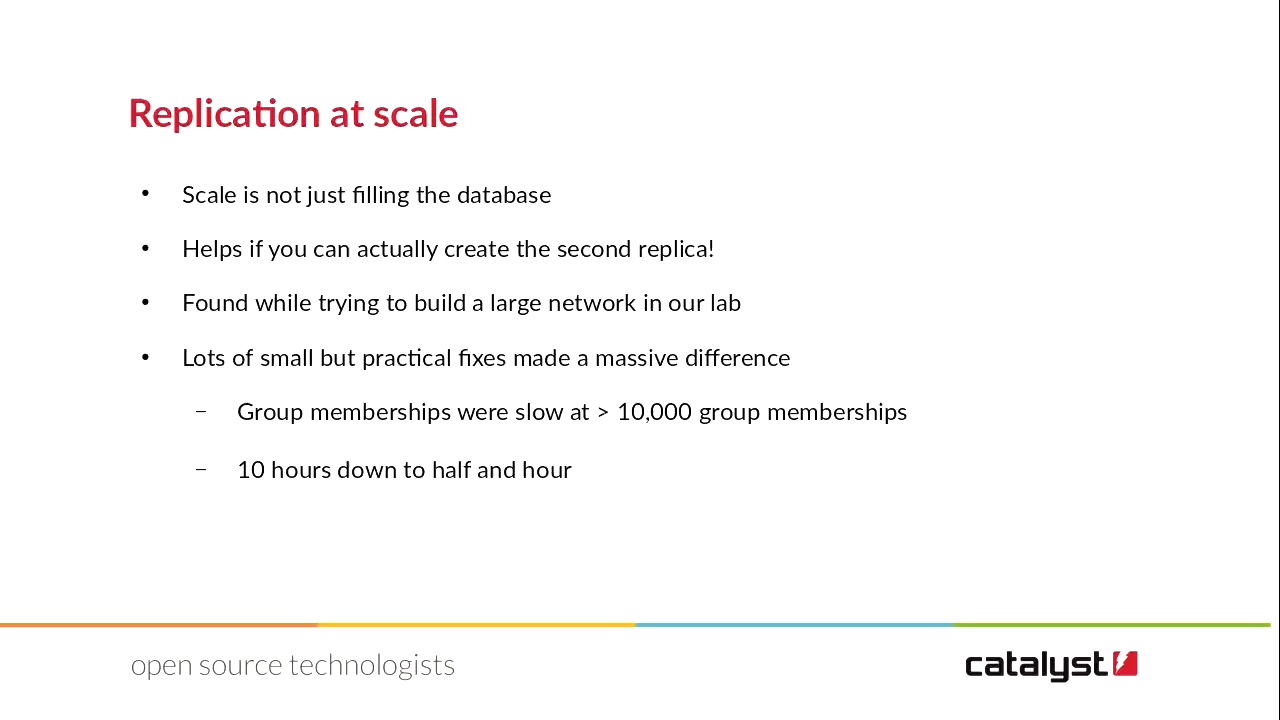 Replication at scale
• Scale is not just filling the database
• Helps if you can actually create the second replica!
• Found while trying to build a large network in our lab
• Lots of small but practical fixes made a massive difference
– Group memberships were slow at > 10,000 group memberships
– 10 hours down to half and hour
open source technologists
catalyst